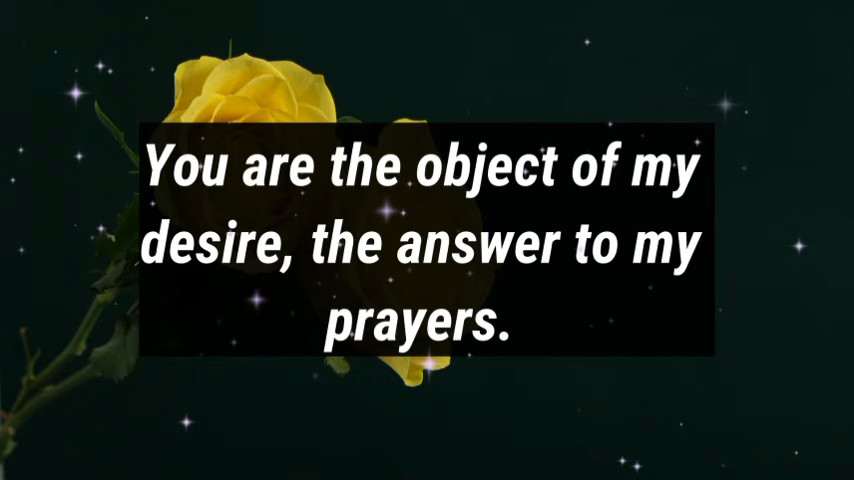 You are the object of my
desire, the answer to my
prayers.